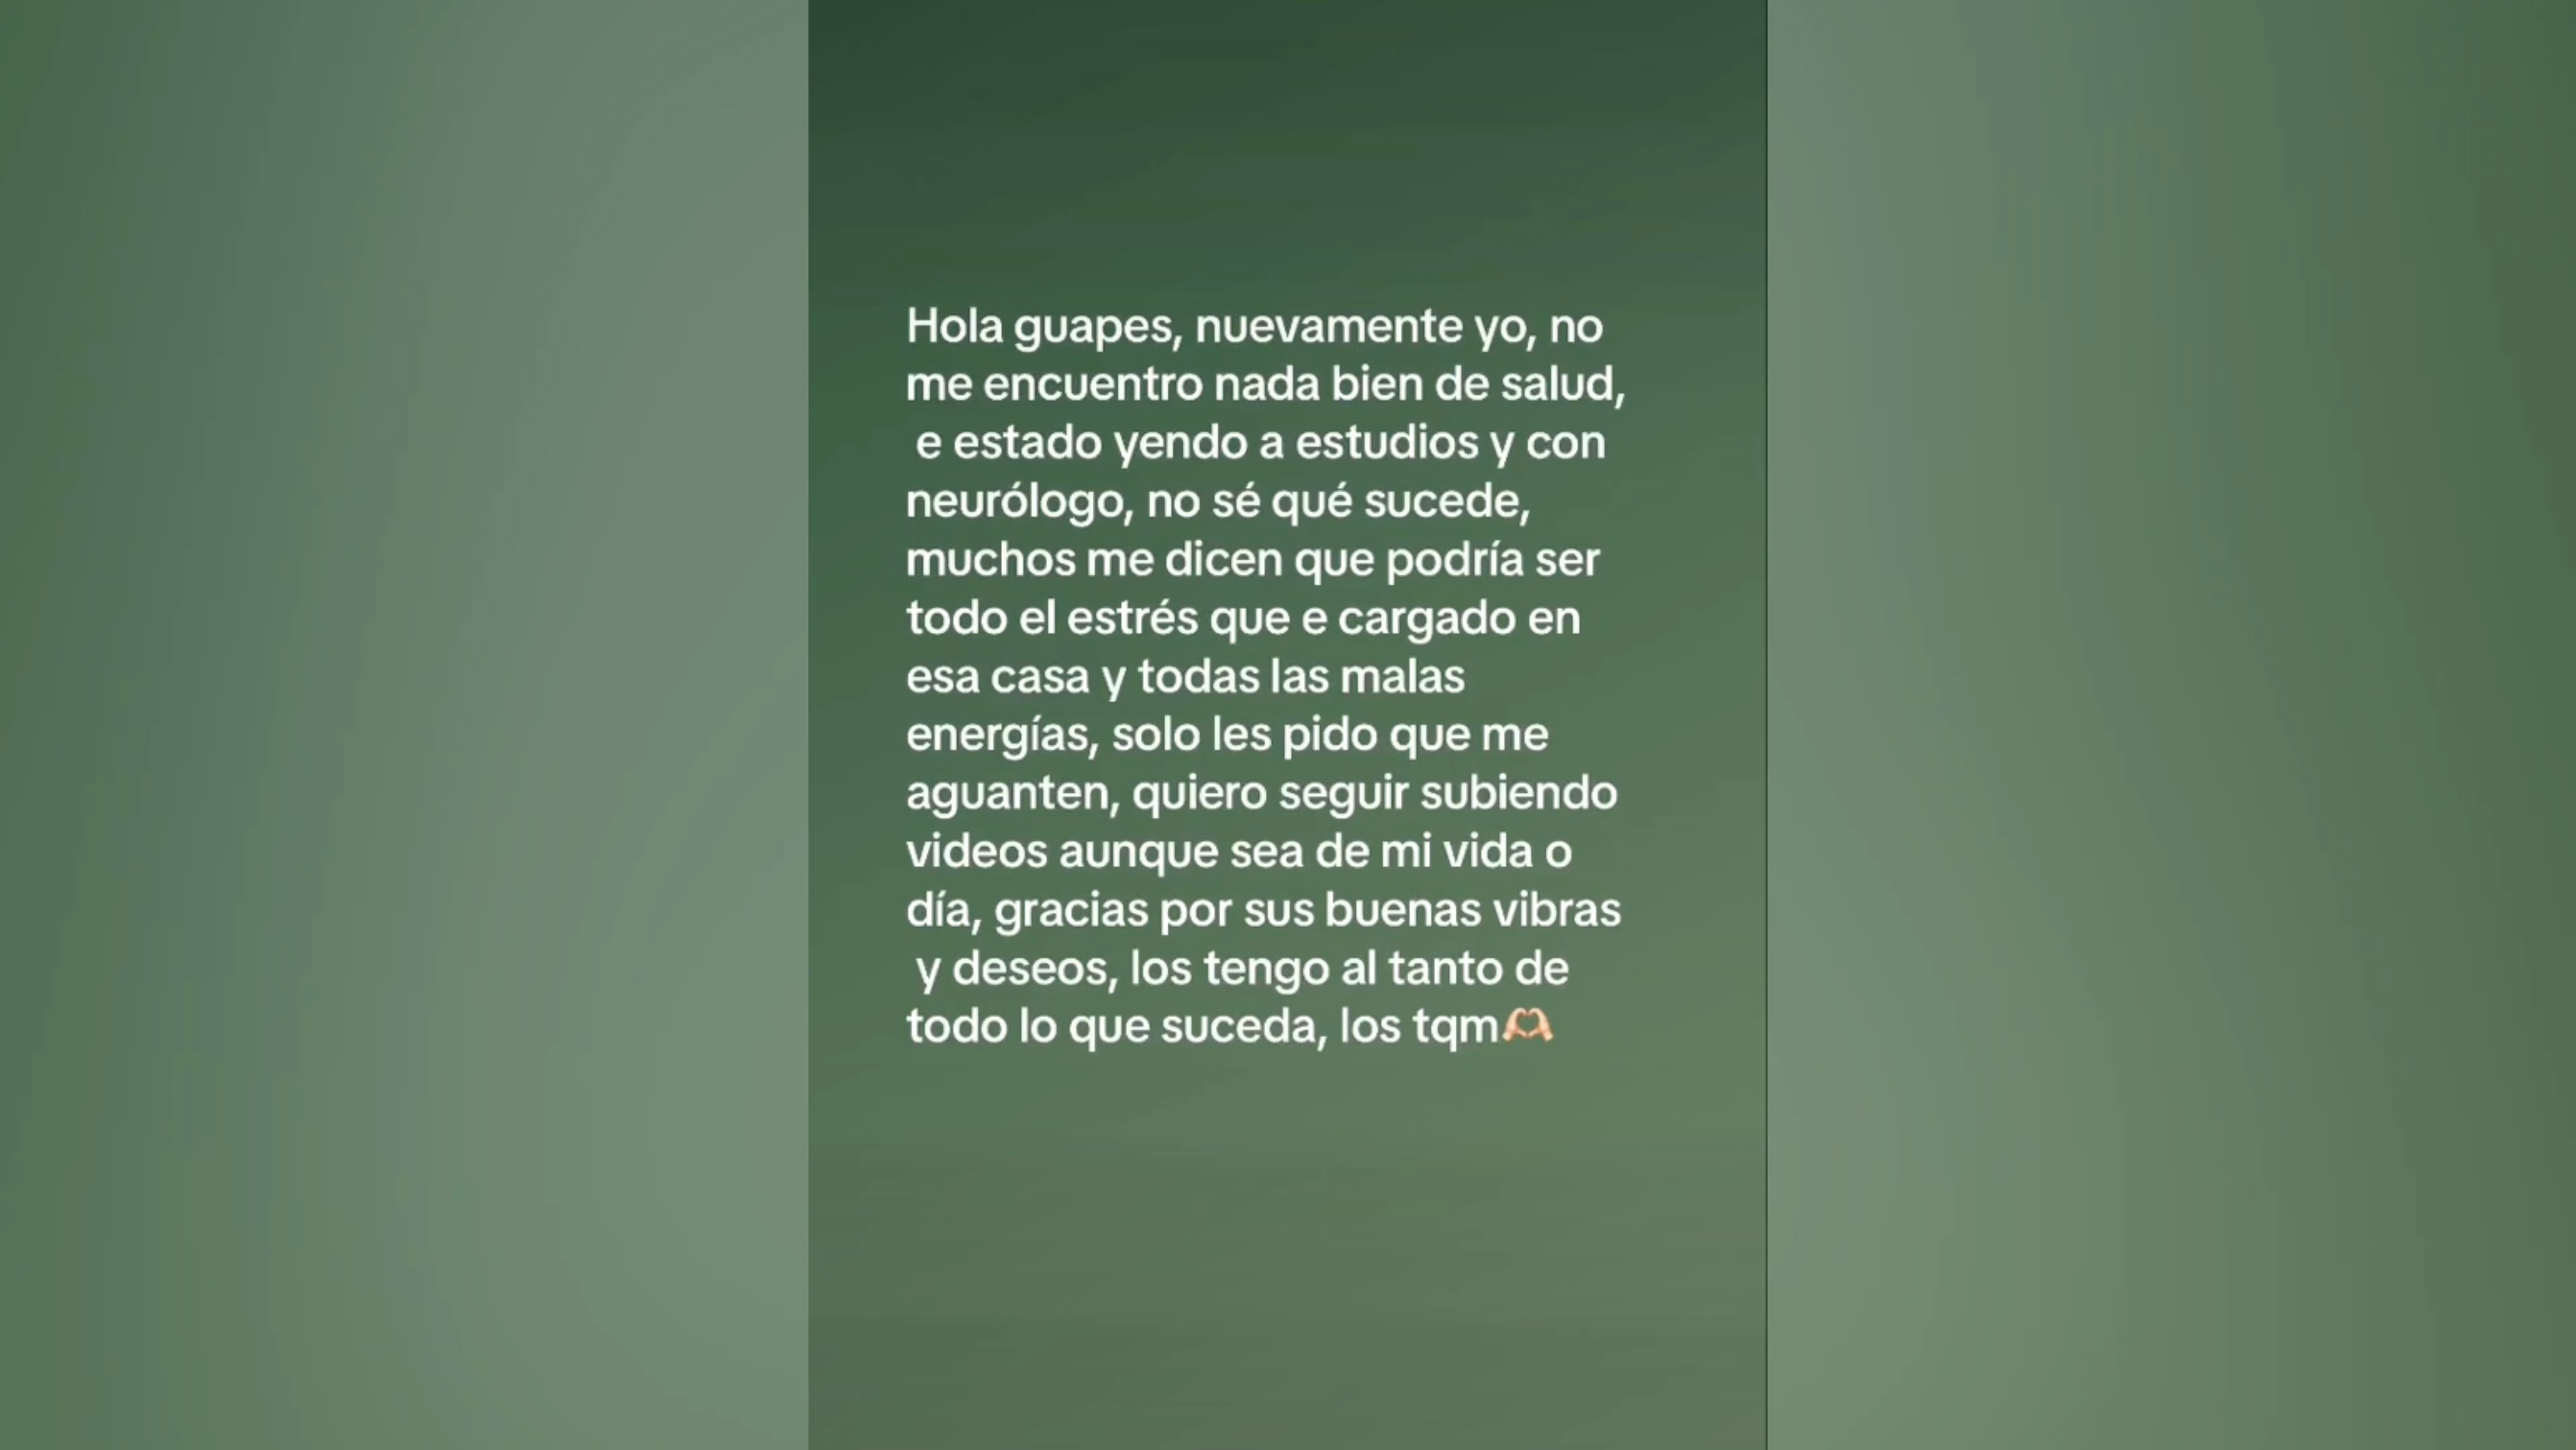 Hola guapes, nuevamente yo, no
me encuentro nada bien de salud,
e estado yendo a estudios y con
neurólogo, no sé qué sucede,
muchos me dicen que podría ser
todo el estrés que e cargado en
esa casa y todas las malas
energías, solo les pido que me
aguanten, quiero seguir subiendo
videos aunque sea de mi vida o
día, gracias por sus buenas vibras
y deseos, los tengo al tanto de
todo lo que suceda, los tqm🫶🏻